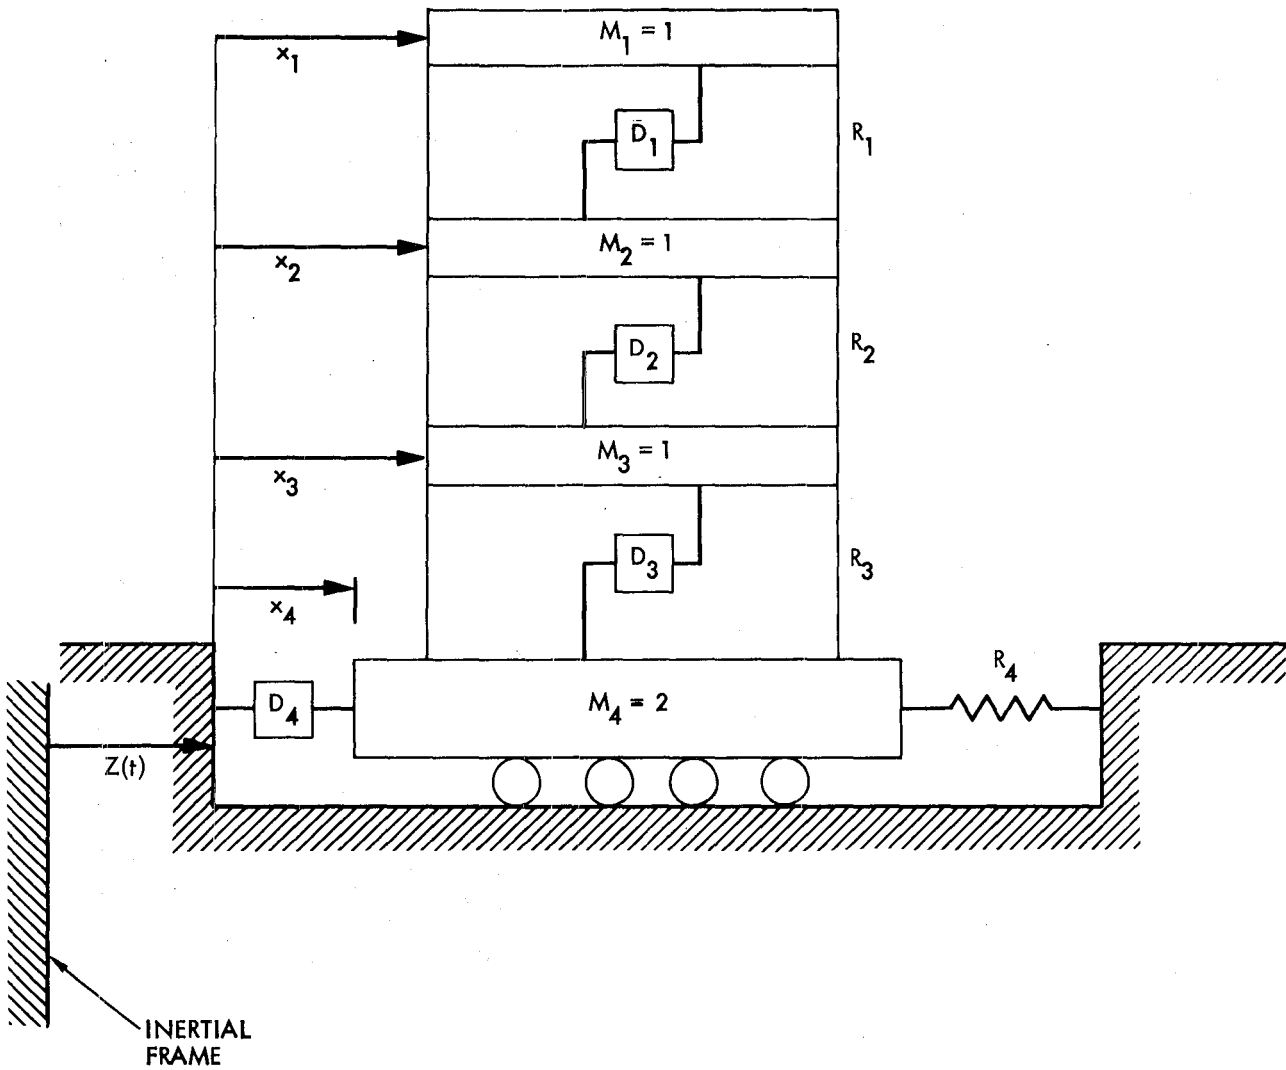 M₁ = 1
x₁
D₁
R₁
M₂ = 1
x₂
D₂
R₂
M₃ = 1
x₃
D₃
R₃
x₄
R₄
D₄
M₄ = 2
Z(t)
INERTIAL
FRAME